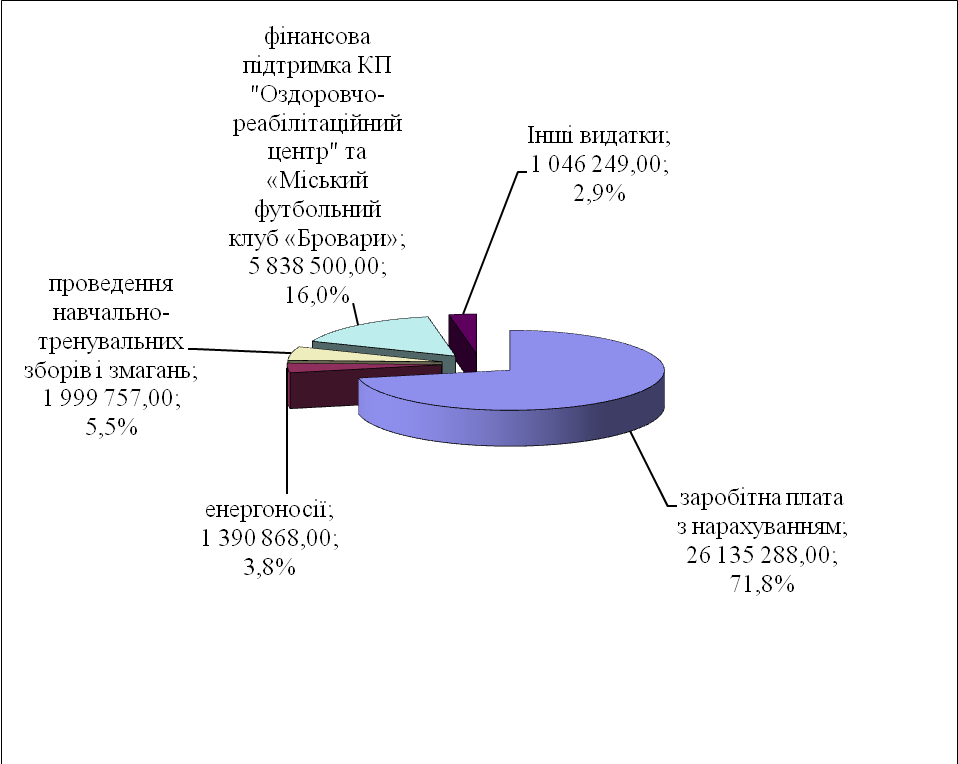 фінансова
підтримка КП
"Оздоровчо-
реабілітаційний
центр" та
«Міський
футбольний
клуб «Бровари»;
5 838 500,00;
16,0%
Інші видатки;
1 046 249,00;
2,9%
проведення
навчально-
тренувальних
зборів і змагань;
1 999 757,00;
5,5%
енергоносії;
1 390 868,00;
3,8%
заробітна плата
з нарахуванням;
26 135 288,00;
71,8%